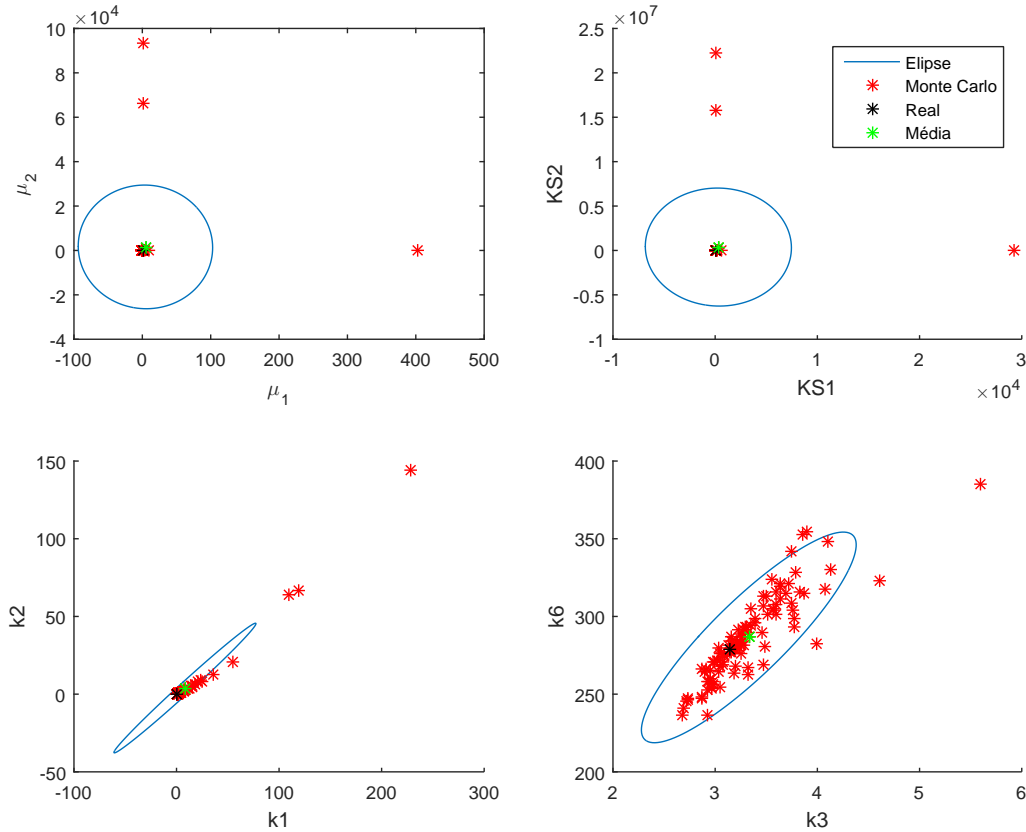 ×10⁴
10
8
6
4
2
0
-2
-4
-100 0 100 200 300 400 500
μ₁
μ₂
×10⁷
2.5
2
1.5
1
0.5
0
-0.5
-1
-1 0 1 2 3
×10⁴
KS1
KS2
Elipse
Monte Carlo
Real
Média
150
100
50
0
-50
-100 0 100 200 300
k1
k2
400
350
300
250
200
2 3 4 5 6
k3
k6